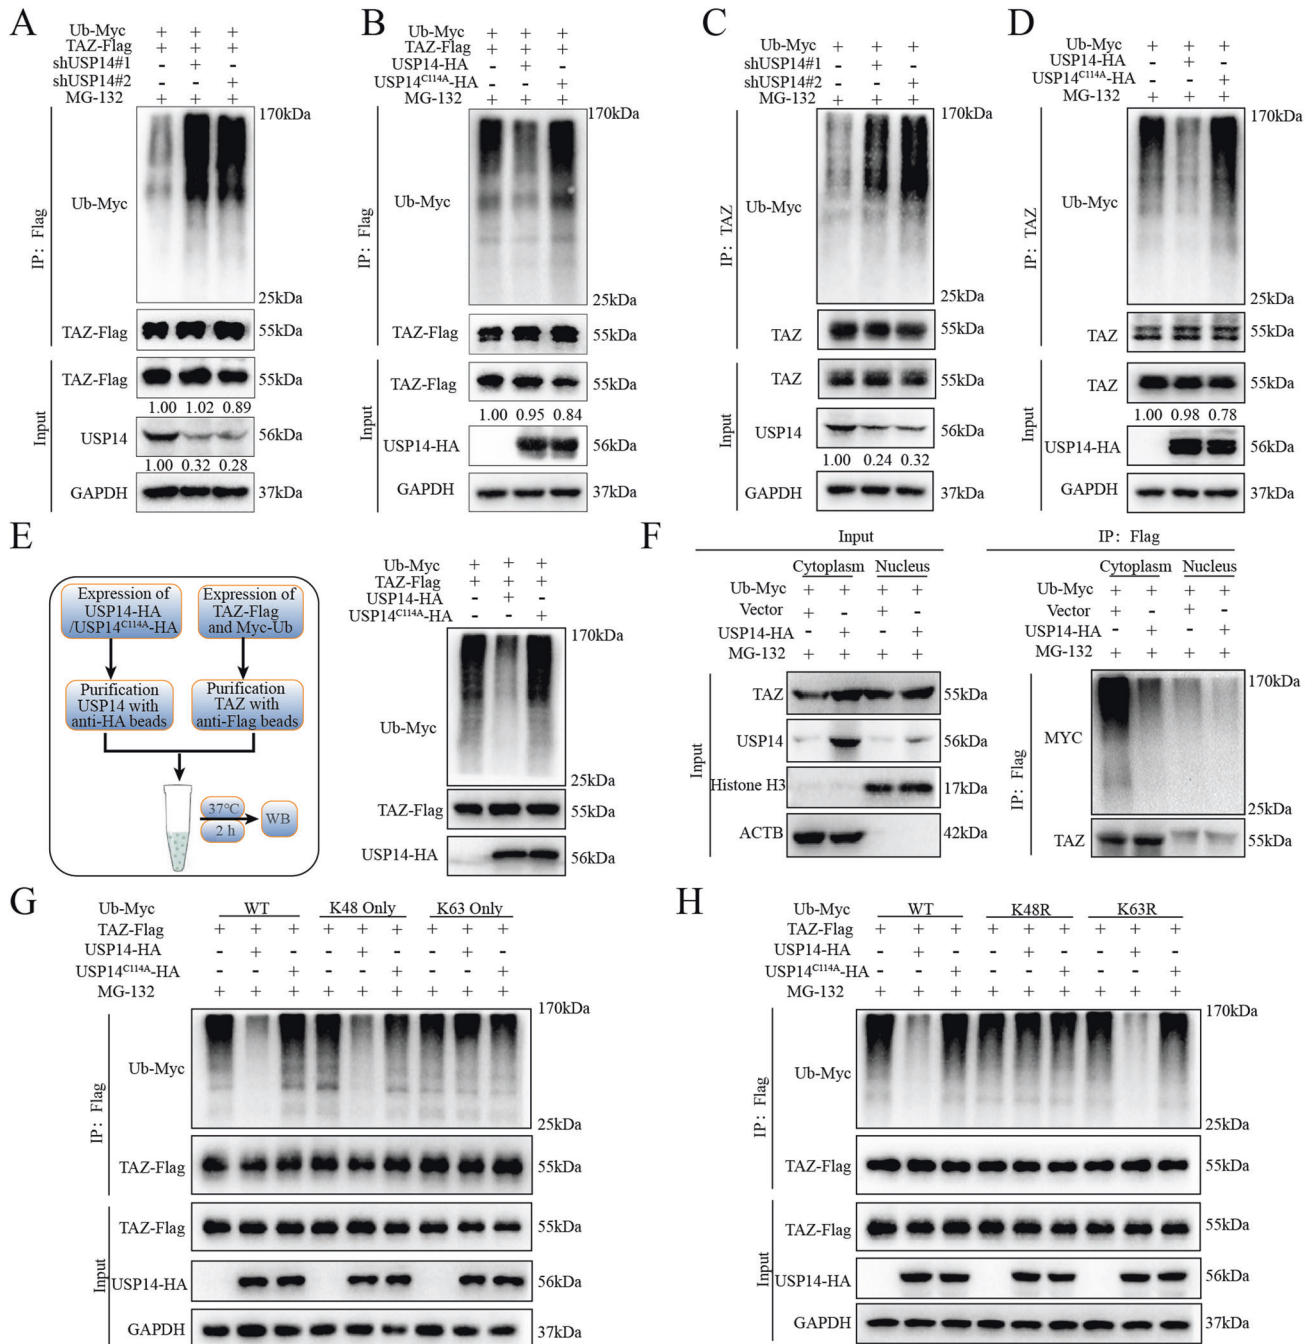 A
Ub-Myc + + +
TAZ-Flag + + +
shUSP14#1 - + -
shUSP14#2 - - +
MG-132 + + +
170kDa
IP: Flag
Ub-Myc
25kDa
TAZ-Flag 55kDa
Input
TAZ-Flag 55kDa
1.00 1.02 0.89
USP14 56kDa
1.00 0.32 0.28
GAPDH 37kDa
B
Ub-Myc + + +
TAZ-Flag + + +
USP14-HA - + -
USP14C114A-HA - - +
MG-132 + + +
170kDa
IP: Flag
Ub-Myc
25kDa
TAZ-Flag 55kDa
Input
TAZ-Flag 55kDa
1.00 0.95 0.84
USP14-HA 56kDa
GAPDH 37kDa
C
Ub-Myc + + +
shUSP14#1 - + -
shUSP14#2 - - +
MG-132 + + +
170kDa
IP: TAZ
Ub-Myc
25kDa
TAZ 55kDa
Input
TAZ 55kDa
USP14 56kDa
1.00 0.24 0.32
GAPDH 37kDa
D
Ub-Myc + + +
USP14-HA - + -
USP14C114A-HA - - +
MG-132 + + +
170kDa
IP: TAZ
Ub-Myc
25kDa
TAZ 55kDa
Input
TAZ 55kDa
1.00 0.98 0.78
USP14-HA 56kDa
GAPDH 37kDa
E
Expression of
USP14-HA
/USP14C114A-HA
Expression of
TAZ-Flag
and Myc-Ub
Purification
USP14 with
anti-HA beads
Purification
TAZ with
anti-Flag beads
37°C
2 h
WB
Ub-Myc + + +
TAZ-Flag + + +
USP14-HA - + -
USP14C114A-HA - - +
170kDa
Ub-Myc
25kDa
TAZ-Flag 55kDa
USP14-HA 56kDa
F
Input
Cytoplasm Nucleus
Ub-Myc + + + +
Vector + - + -
USP14-HA - + - +
MG-132 + + + +
Input
TAZ 55kDa
USP14 56kDa
Histone H3 17kDa
ACTB 42kDa
IP: Flag
Cytoplasm Nucleus
Ub-Myc + + + +
Vector + - + -
USP14-HA - + - +
MG-132 + + + +
170kDa
IP: Flag
MYC
25kDa
TAZ 55kDa
G
Ub-Myc WT K48 Only K63 Only
TAZ-Flag + + + + + + + + +
USP14-HA - + - - + - - + -
USP14C114A-HA - - + - - + - - +
MG-132 + + + + + + + + +
170kDa
IP: Flag
Ub-Myc
25kDa
TAZ-Flag 55kDa
Input
TAZ-Flag 55kDa
USP14-HA 56kDa
GAPDH 37kDa
H
Ub-Myc WT K48R K63R
TAZ-Flag + + + + + + + + +
USP14-HA - + - - + - - + -
USP14C114A-HA - - + - - + - - +
MG-132 + + + + + + + + +
170kDa
IP: Flag
Ub-Myc
25kDa
TAZ-Flag 55kDa
Input
TAZ-Flag 55kDa
USP14-HA 56kDa
GAPDH 37kDa